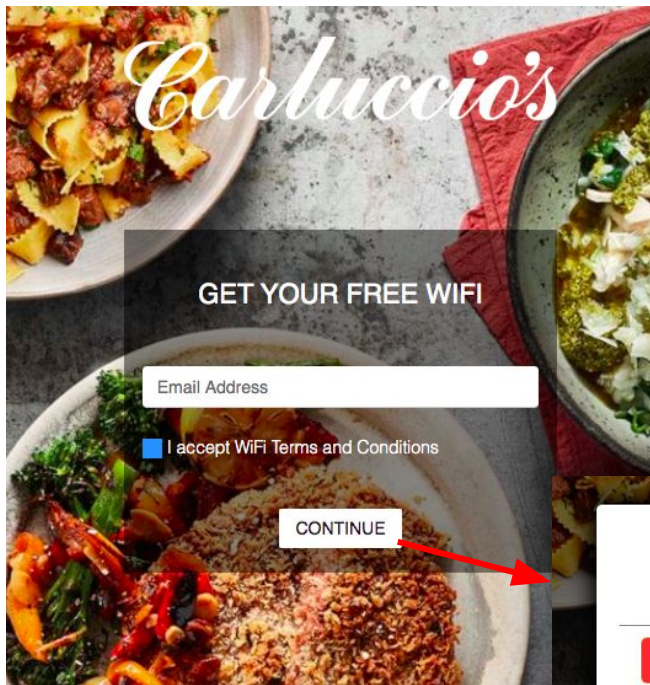 Carluccio's
GET YOUR FREE WIFI
Email Address
I accept WiFi Terms and Conditions
CONTINUE